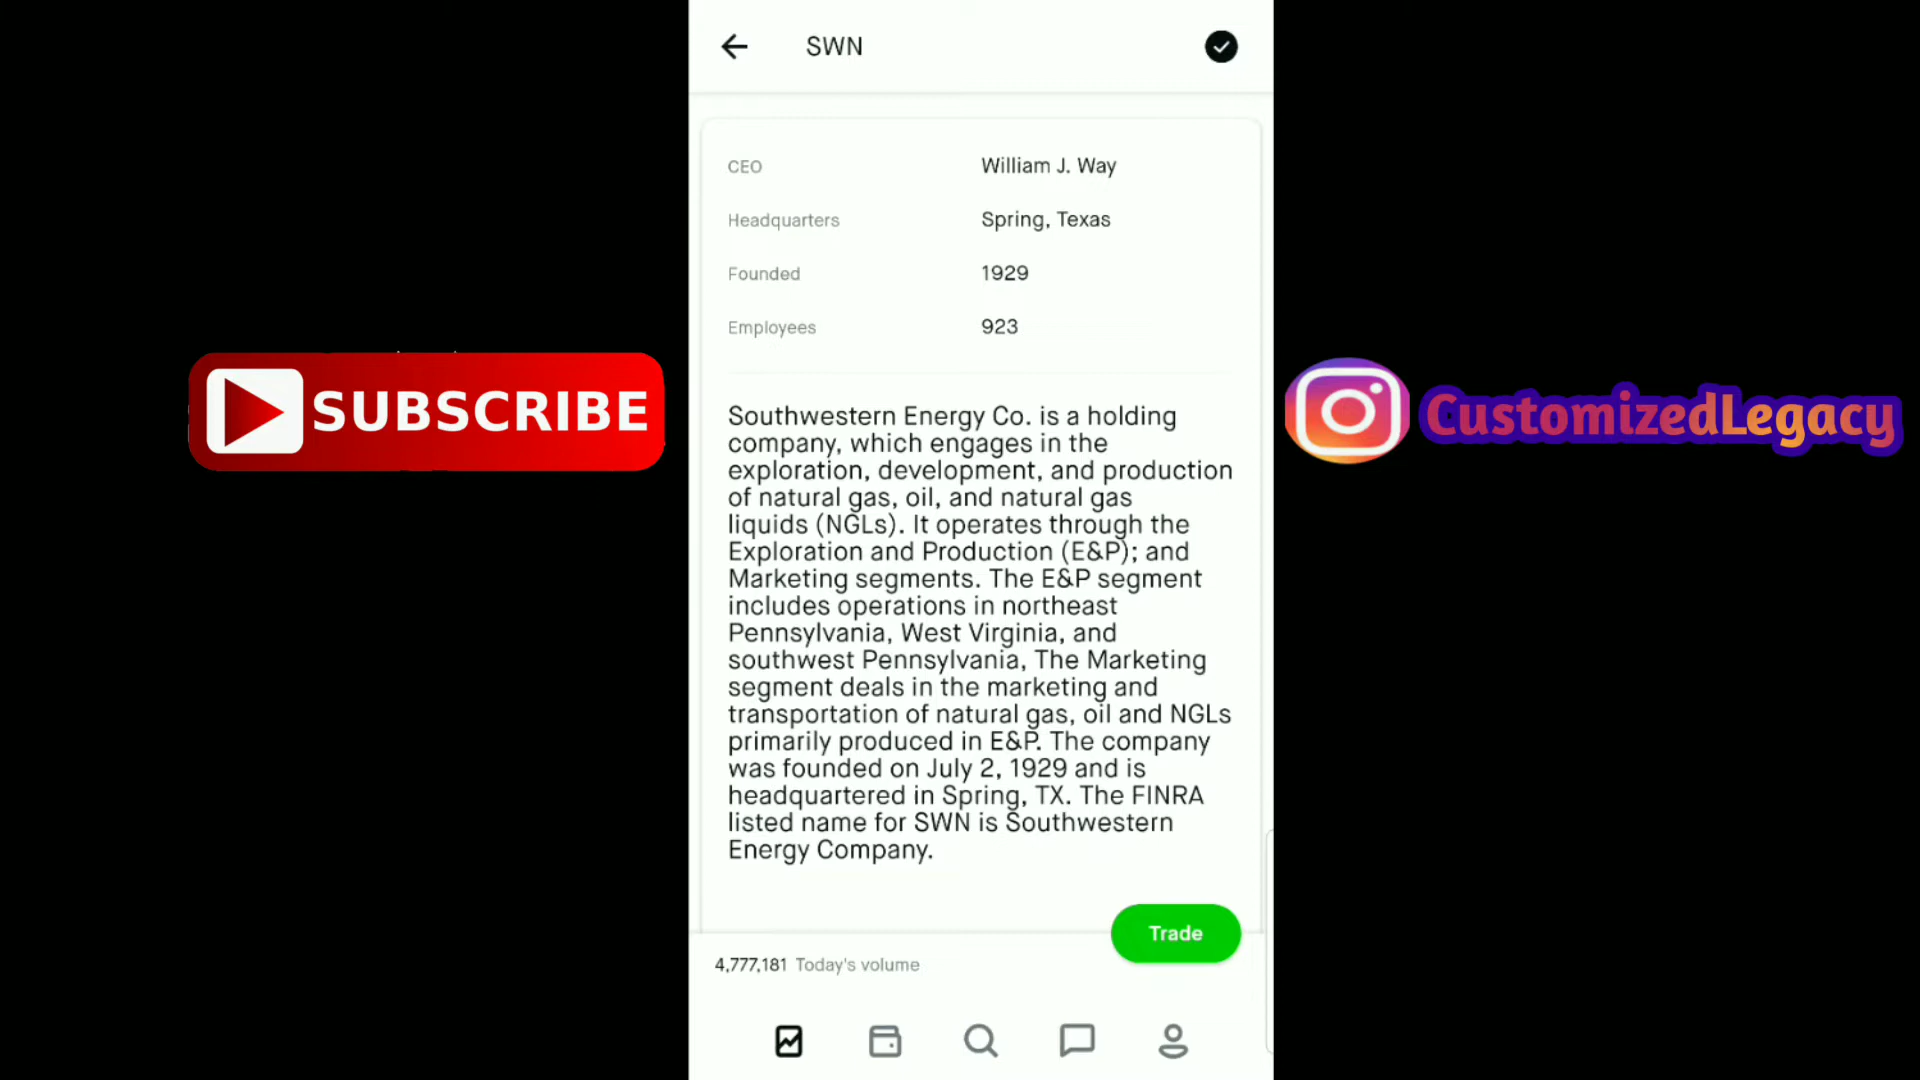 SWN
CEO William J. Way
Headquarters Spring, Texas
Founded 1929
Employees 923
SUBSCRIBE
CustomizedLegacy
Southwestern Energy Co. is a holding
company, which engages in the
exploration, development, and production
of natural gas, oil, and natural gas
liquids (NGLs). It operates through the
Exploration and Production (E&P); and
Marketing segments. The E&P segment
includes operations in northeast
Pennsylvania, West Virginia, and
southwest Pennsylvania, The Marketing
segment deals in the marketing and
transportation of natural gas, oil and NGLs
primarily produced in E&P. The company
was founded on July 2, 1929 and is
headquartered in Spring, TX. The FINRA
listed name for SWN is Southwestern
Energy Company.
Trade
4,777,181 Today's volume